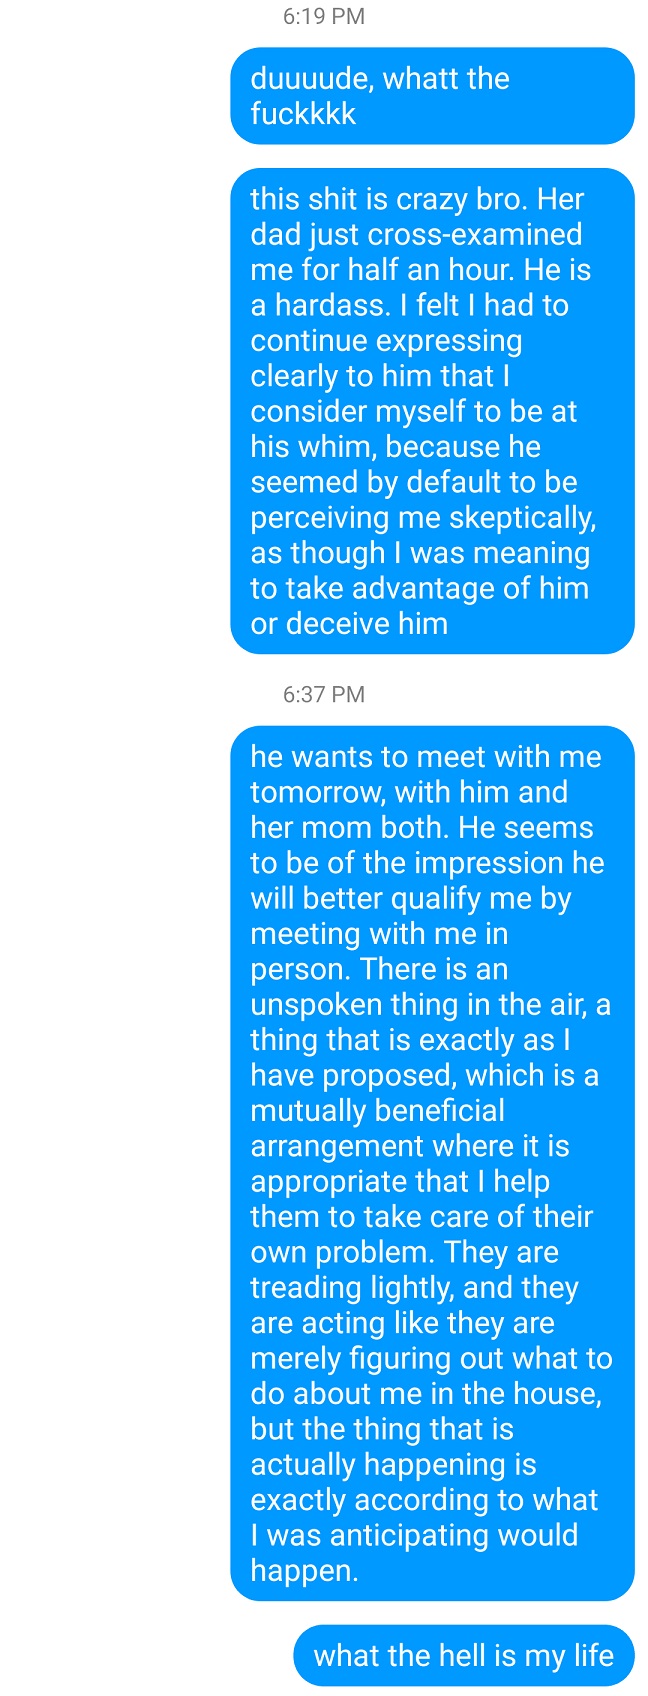 6:19 PM
duuuude, whatt the
fuckkkk
this shit is crazy bro. Her
dad just cross-examined
me for half an hour. He is
a hardass. I felt I had to
continue expressing
clearly to him that I
consider myself to be at
his whim, because he
seemed by default to be
perceiving me skeptically,
as though I was meaning
to take advantage of him
or deceive him
6:37 PM
he wants to meet with me
tomorrow, with him and
her mom both. He seems
to be of the impression he
will better qualify me by
meeting with me in
person. There is an
unspoken thing in the air, a
thing that is exactly as I
have proposed, which is a
mutually beneficial
arrangement where it is
appropriate that I help
them to take care of their
own problem. They are
treading lightly, and they
are acting like they are
merely figuring out what to
do about me in the house,
but the thing that is
actually happening is
exactly according to what
I was anticipating would
happen.
what the hell is my life